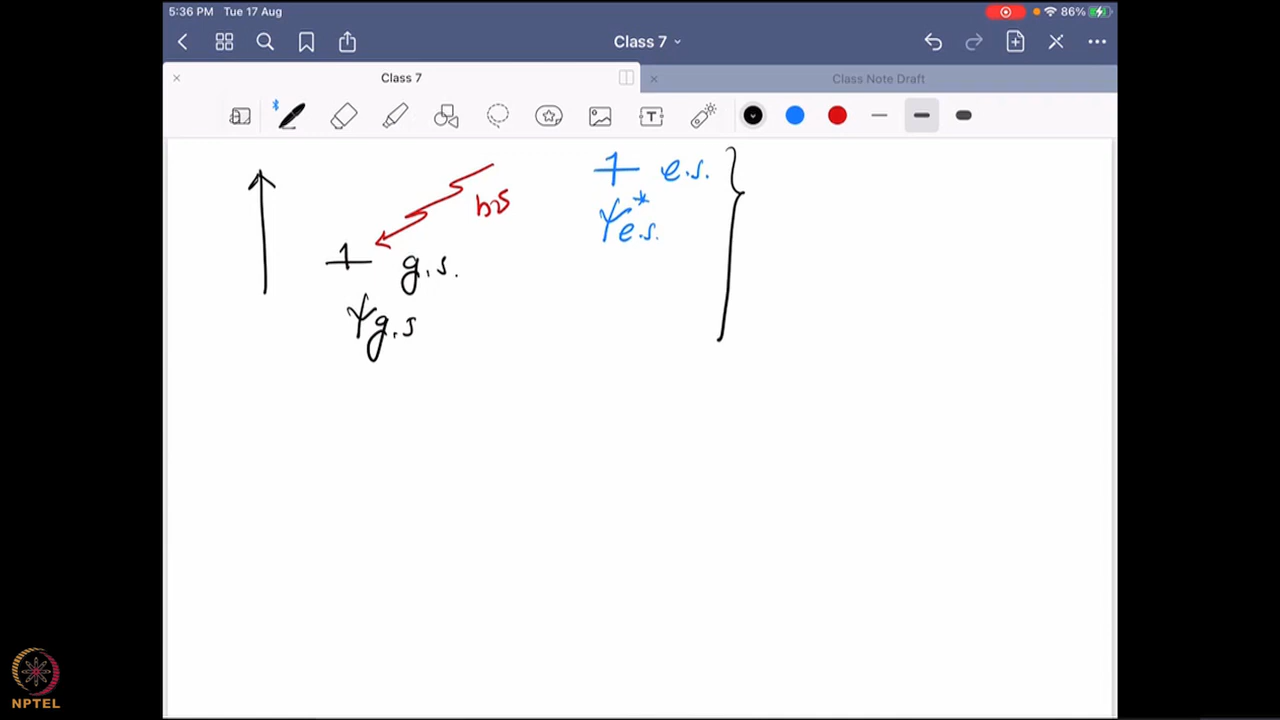 5:36 PM Tue 17 Aug
86%
Class 7
Class 7
Class Note Draft
T
e.s.
hν
ψ*e.s.
g.s.
ψg.s
NPTEL